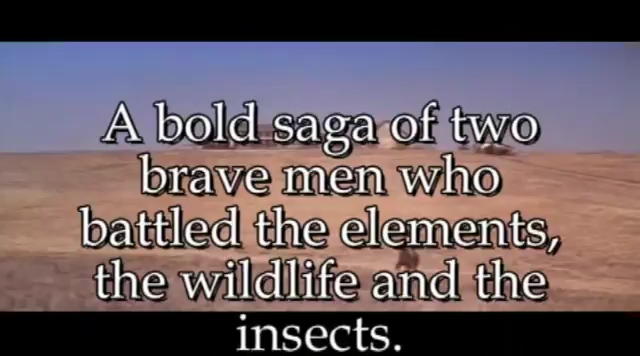 A bold saga of two
brave men who
battled the elements,
the wildlife and the
insects.